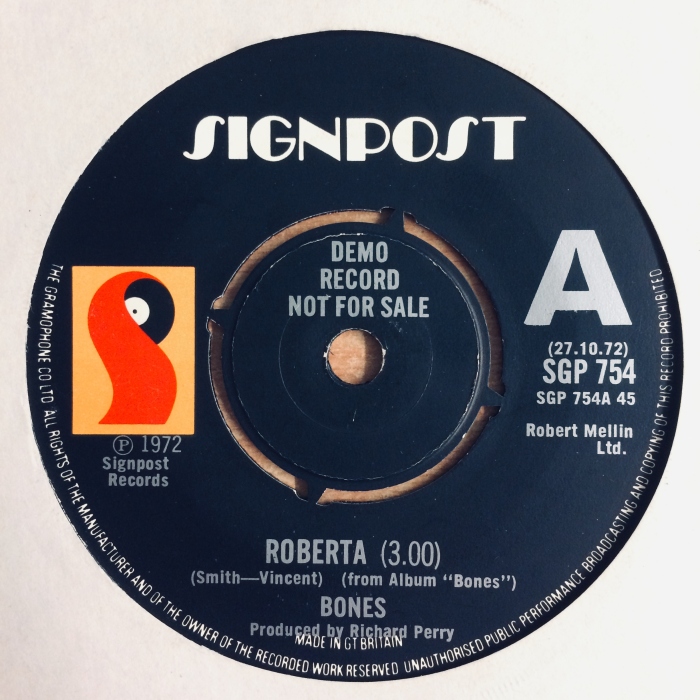 SIGNPOST
DEMO
RECORD
NOT FOR SALE
A
(27.10.72)
SGP 754
SGP 754A 45
Robert Mellin
Ltd.
Ⓟ 1972
Signpost
Records
ROBERTA (3.00)
(Smith—Vincent) (from Album "Bones")
BONES
Produced by Richard Perry
MADE IN GT BRITAIN
THE GRAMOPHONE CO LTD ALL RIGHTS OF THE MANUFACTURER AND OF THE OWNER OF THE RECORDED WORK RESERVED UNAUTHORISED PUBLIC PERFORMANCE BROADCASTING AND COPYING OF THIS RECORD PROHIBITED